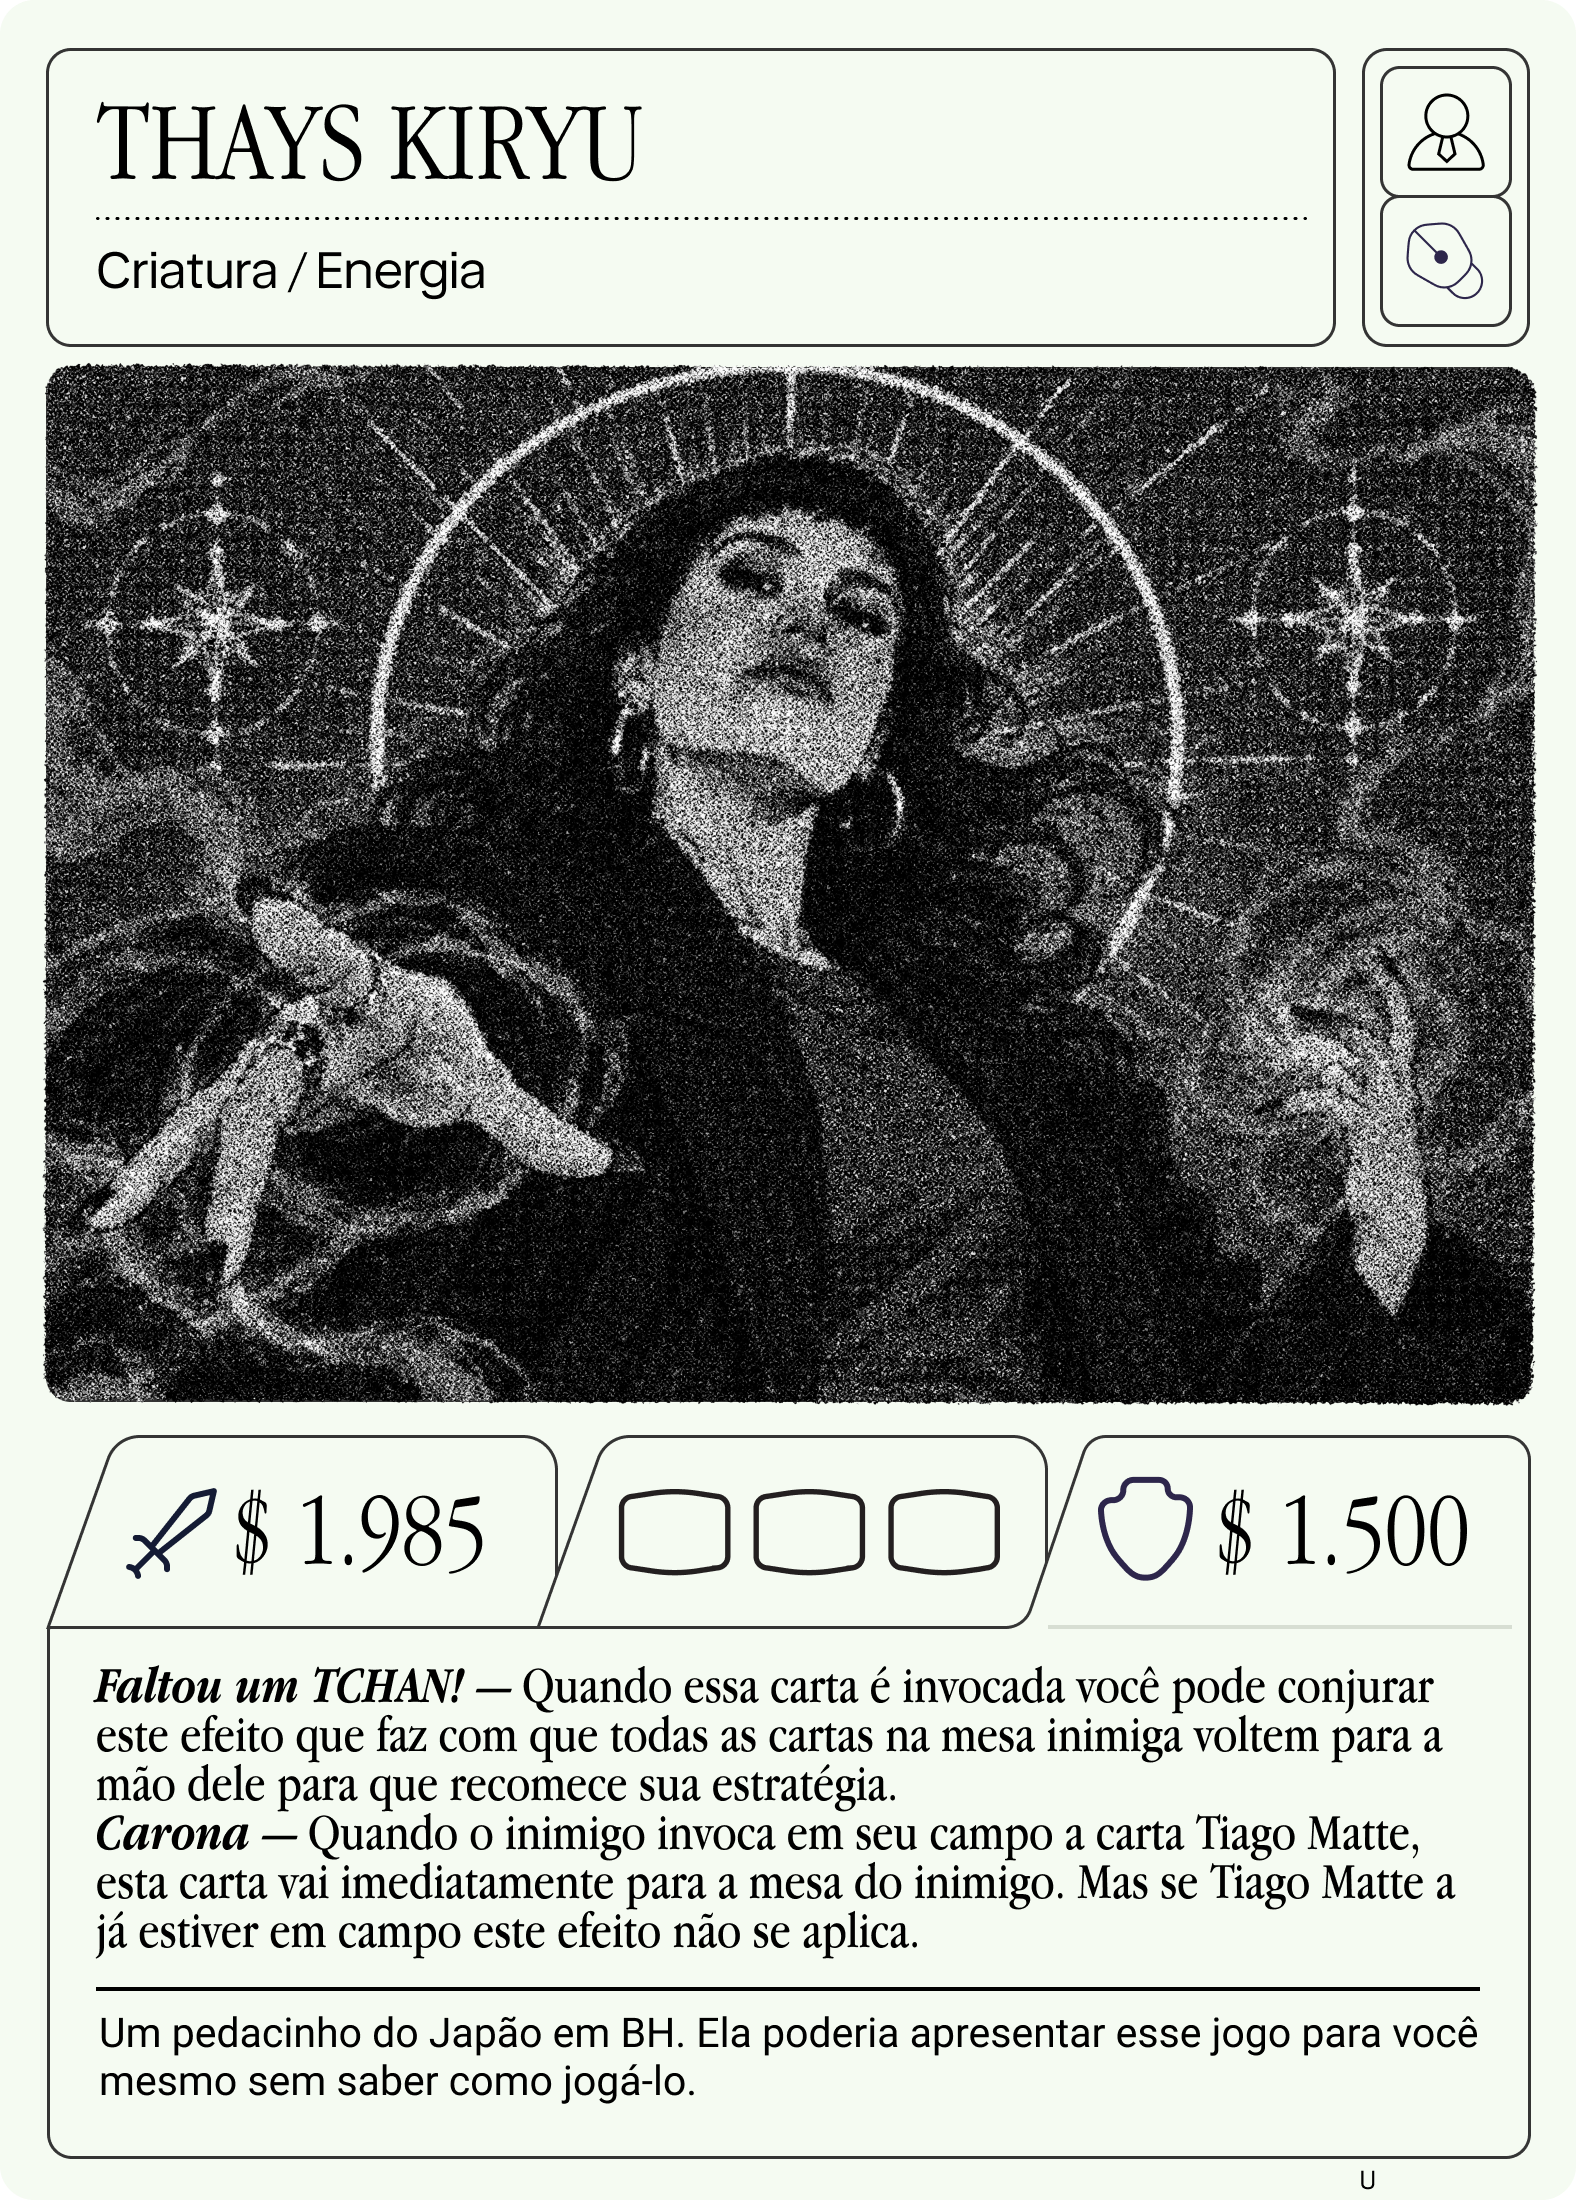 THAYS KIRYU
Criatura / Energia
$ 1.985
$ 1.500
Faltou um TCHAN! — Quando essa carta é invocada você pode conjurar
este efeito que faz com que todas as cartas na mesa inimiga voltem para a
mão dele para que recomece sua estratégia.
Carona — Quando o inimigo invoca em seu campo a carta Tiago Matte,
esta carta vai imediatamente para a mesa do inimigo. Mas se Tiago Matte a
já estiver em campo este efeito não se aplica.
Um pedacinho do Japão em BH. Ela poderia apresentar esse jogo para você
mesmo sem saber como jogá-lo.
U